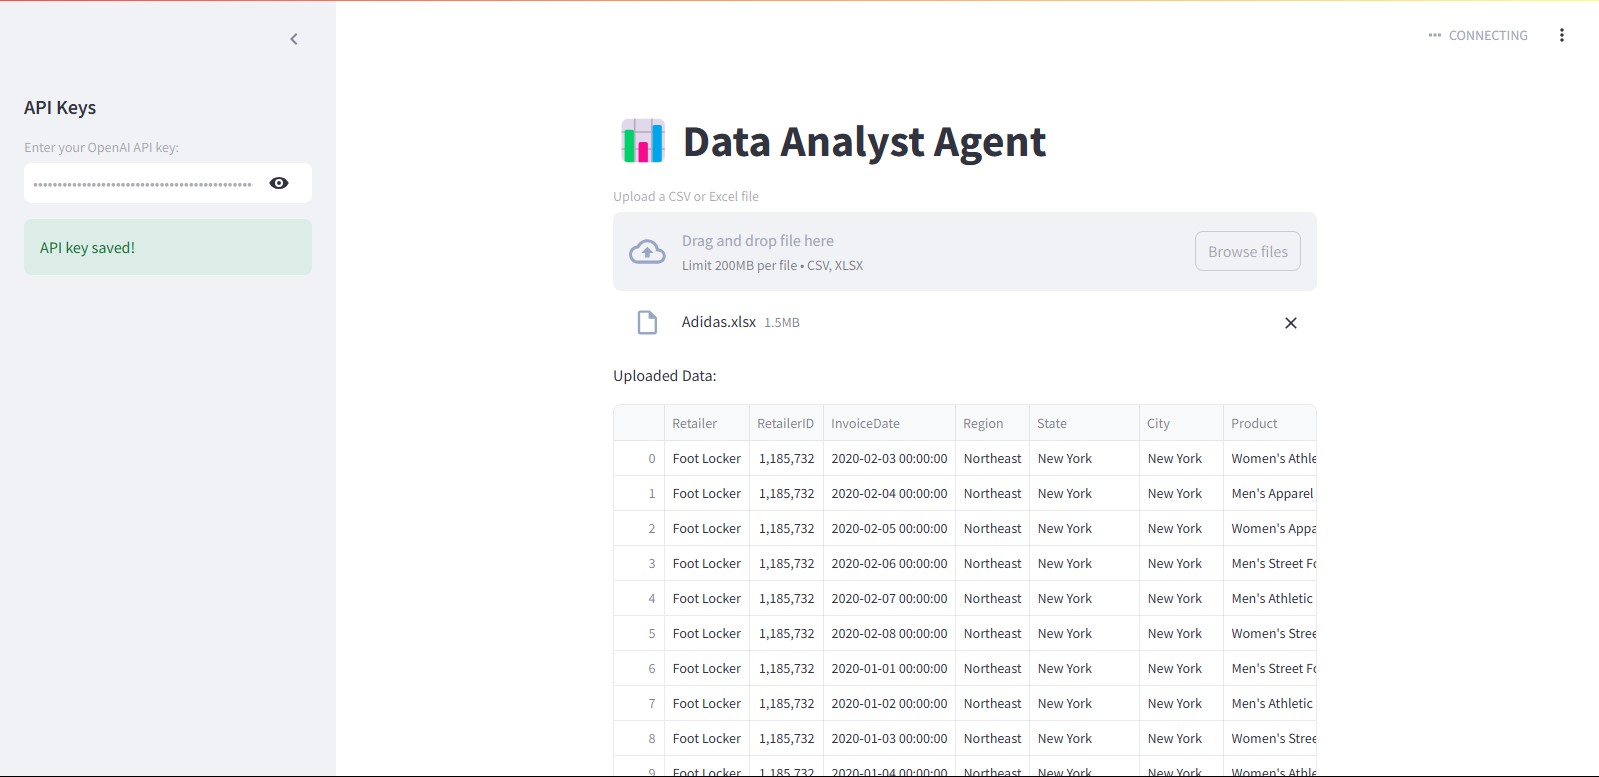 CONNECTING
API Keys
Enter your OpenAI API key:
API key saved!
Data Analyst Agent
Upload a CSV or Excel file
Drag and drop file here
Limit 200MB per file • CSV, XLSX
Browse files
Adidas.xlsx 1.5MB
Uploaded Data:
Retailer RetailerID InvoiceDate Region State City Product
0 Foot Locker 1,185,732 2020-02-03 00:00:00 Northeast New York New York Women's Athle
1 Foot Locker 1,185,732 2020-02-04 00:00:00 Northeast New York New York Men's Apparel
2 Foot Locker 1,185,732 2020-02-05 00:00:00 Northeast New York New York Women's Appa
3 Foot Locker 1,185,732 2020-02-06 00:00:00 Northeast New York New York Men's Street Fo
4 Foot Locker 1,185,732 2020-02-07 00:00:00 Northeast New York New York Men's Athletic
5 Foot Locker 1,185,732 2020-02-08 00:00:00 Northeast New York New York Women's Stree
6 Foot Locker 1,185,732 2020-01-01 00:00:00 Northeast New York New York Men's Street Fo
7 Foot Locker 1,185,732 2020-01-02 00:00:00 Northeast New York New York Men's Athletic
8 Foot Locker 1,185,732 2020-01-03 00:00:00 Northeast New York New York Women's Stree
9 Foot Locker 1,185,732 2020-01-04 00:00:00 Northeast New York New York Women's Athle